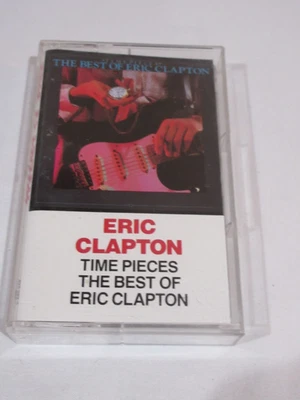 THE BEST OF ERIC CLAPTON
ERIC
CLAPTON
TIME PIECES
THE BEST OF
ERIC CLAPTON